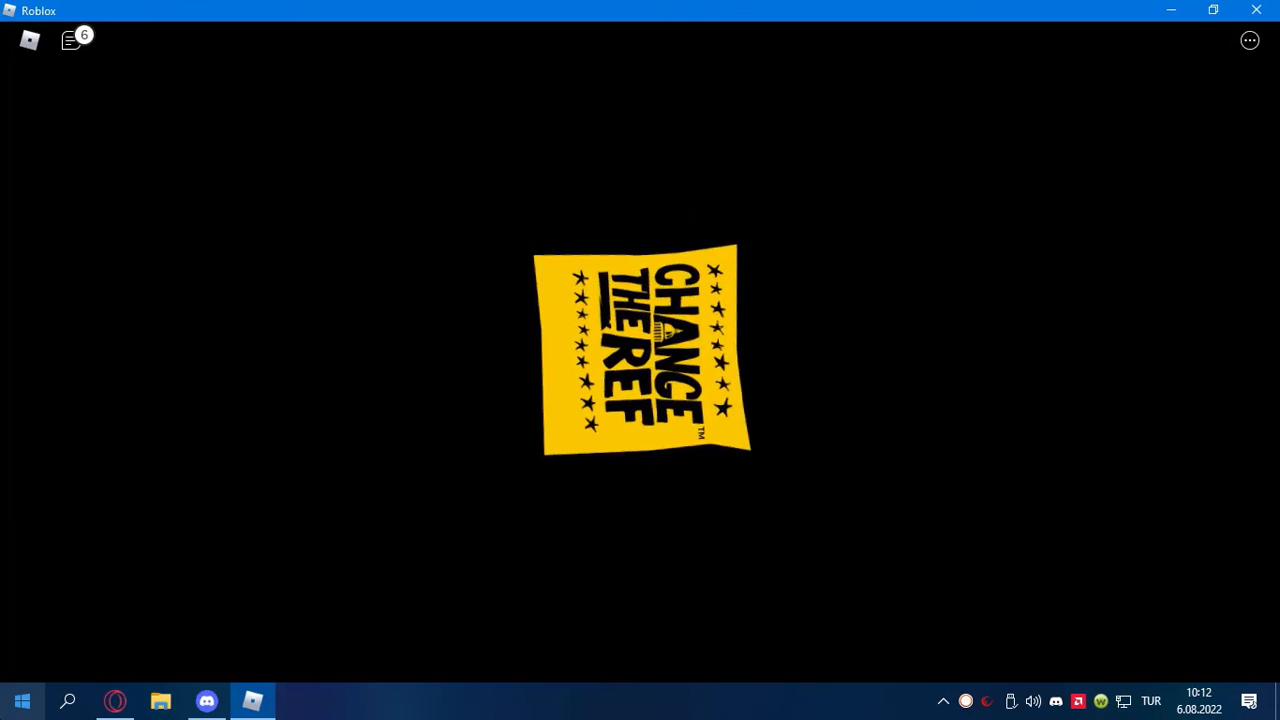 Roblox
6
CHANGE
THE REF
TM
TUR
10:12
6.08.2022